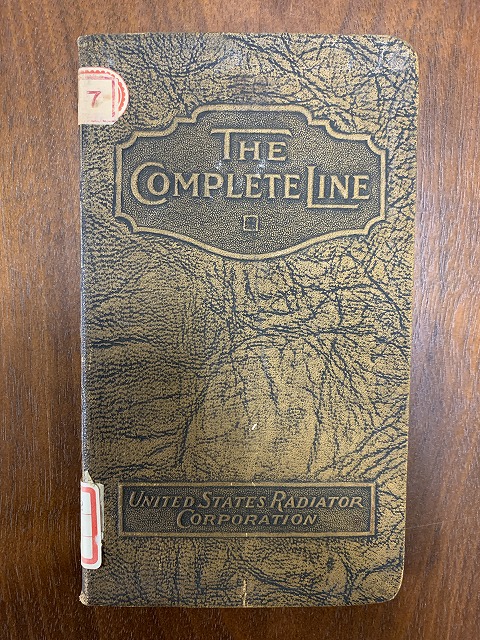 7
THE
COMPLETE LINE
UNITED STATES RADIATOR
CORPORATION